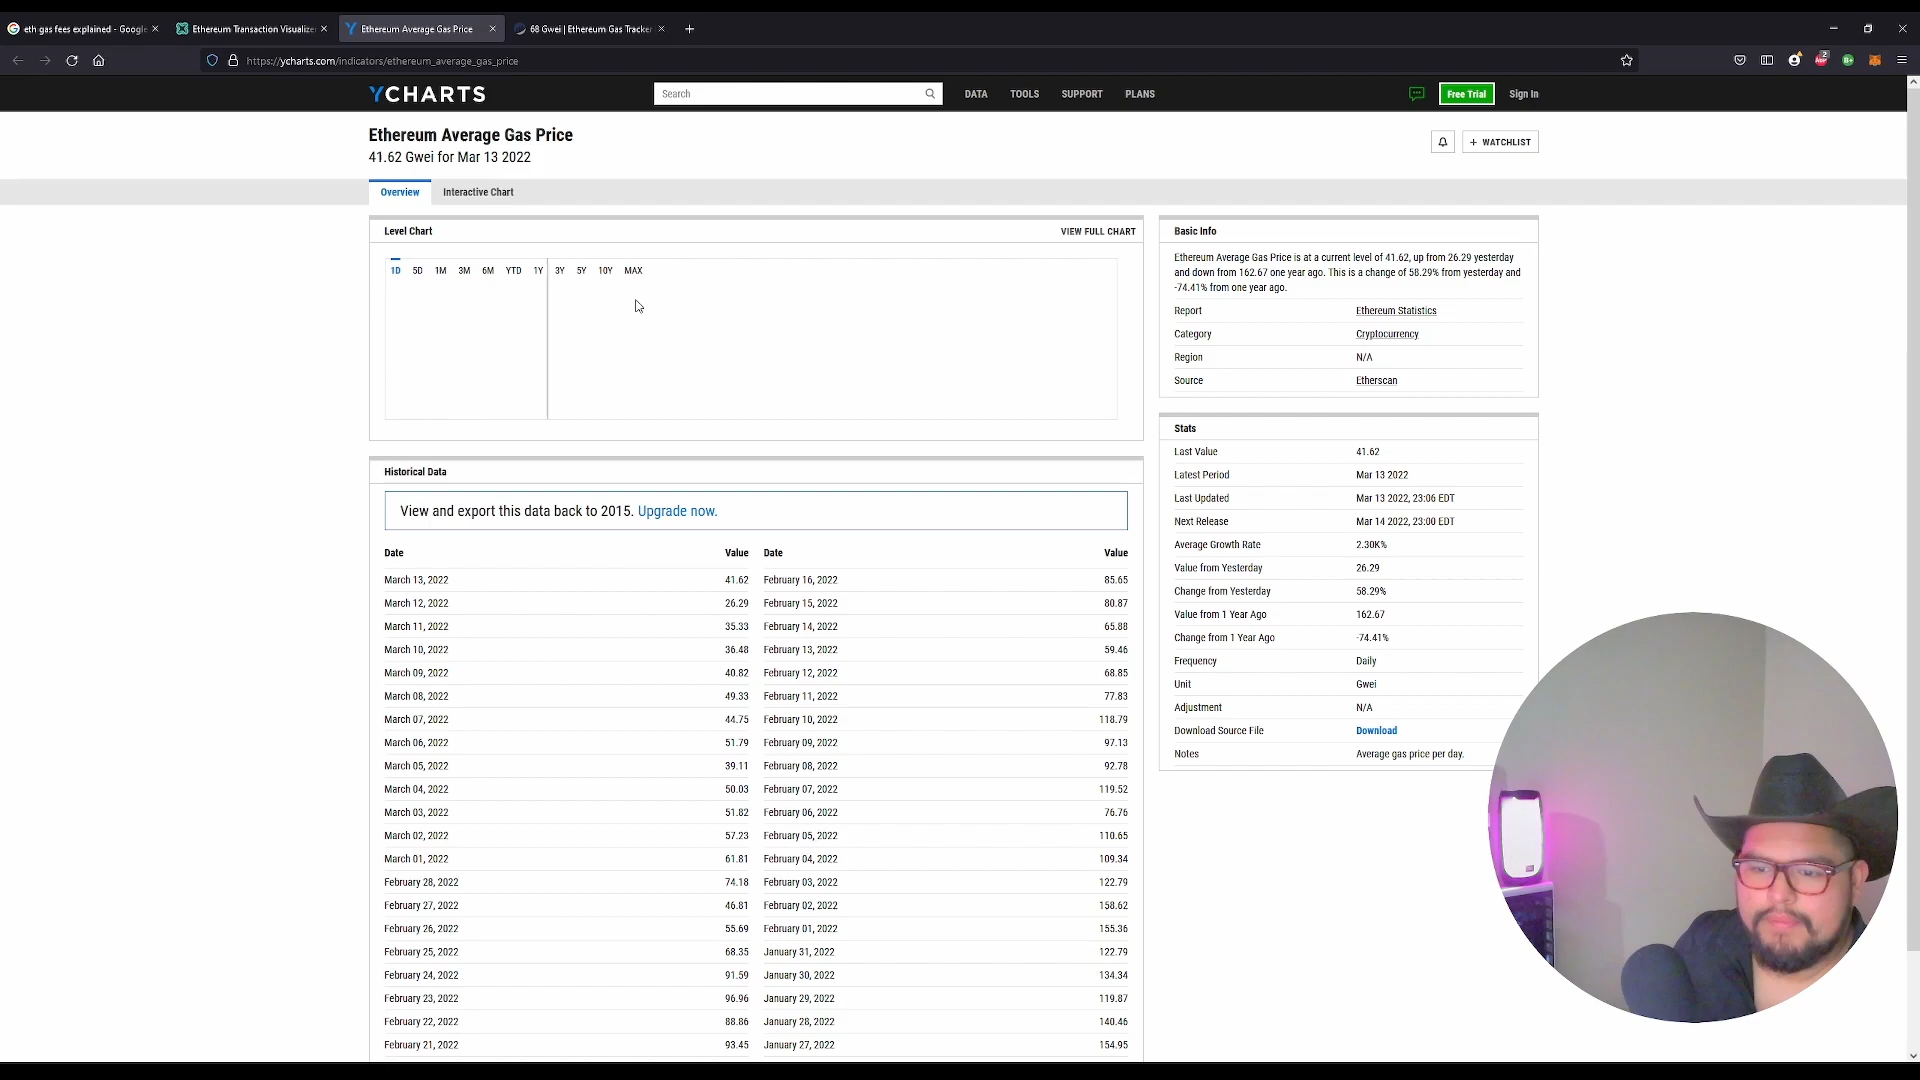 eth gas fees explained - Google
Ethereum Transaction Visualize
Ethereum Average Gas Price
68 Gwei | Ethereum Gas Tracker
https://ycharts.com/indicators/ethereum_average_gas_price
2
YCHARTS
Search
DATA
TOOLS
SUPPORT
PLANS
Free Trial
Sign In
Ethereum Average Gas Price
41.62 Gwei for Mar 13 2022
+ WATCHLIST
Overview
Interactive Chart
Level Chart
VIEW FULL CHART
1D 5D 1M 3M 6M YTD 1Y 3Y 5Y 10Y MAX
Historical Data
View and export this data back to 2015. Upgrade now.
Date Value Date Value
March 13, 2022 41.62 February 16, 2022 85.65
March 12, 2022 26.29 February 15, 2022 80.87
March 11, 2022 35.33 February 14, 2022 65.88
March 10, 2022 36.48 February 13, 2022 59.46
March 09, 2022 40.82 February 12, 2022 68.85
March 08, 2022 49.33 February 11, 2022 77.83
March 07, 2022 44.75 February 10, 2022 118.79
March 06, 2022 51.79 February 09, 2022 97.13
March 05, 2022 39.11 February 08, 2022 92.78
March 04, 2022 50.03 February 07, 2022 119.52
March 03, 2022 51.82 February 06, 2022 76.76
March 02, 2022 57.23 February 05, 2022 110.65
March 01, 2022 61.81 February 04, 2022 109.34
February 28, 2022 74.18 February 03, 2022 122.79
February 27, 2022 46.81 February 02, 2022 158.62
February 26, 2022 55.69 February 01, 2022 155.36
February 25, 2022 68.35 January 31, 2022 122.79
February 24, 2022 91.59 January 30, 2022 134.34
February 23, 2022 96.96 January 29, 2022 119.87
February 22, 2022 88.86 January 28, 2022 140.46
February 21, 2022 93.45 January 27, 2022 154.95
Basic Info
Ethereum Average Gas Price is at a current level of 41.62, up from 26.29 yesterday
and down from 162.67 one year ago. This is a change of 58.29% from yesterday and
-74.41% from one year ago.
Report Ethereum Statistics
Category Cryptocurrency
Region N/A
Source Etherscan
Stats
Last Value 41.62
Latest Period Mar 13 2022
Last Updated Mar 13 2022, 23:06 EDT
Next Release Mar 14 2022, 23:00 EDT
Average Growth Rate 2.30K%
Value from Yesterday 26.29
Change from Yesterday 58.29%
Value from 1 Year Ago 162.67
Change from 1 Year Ago -74.41%
Frequency Daily
Unit Gwei
Adjustment N/A
Download Source File Download
Notes Average gas price per day.